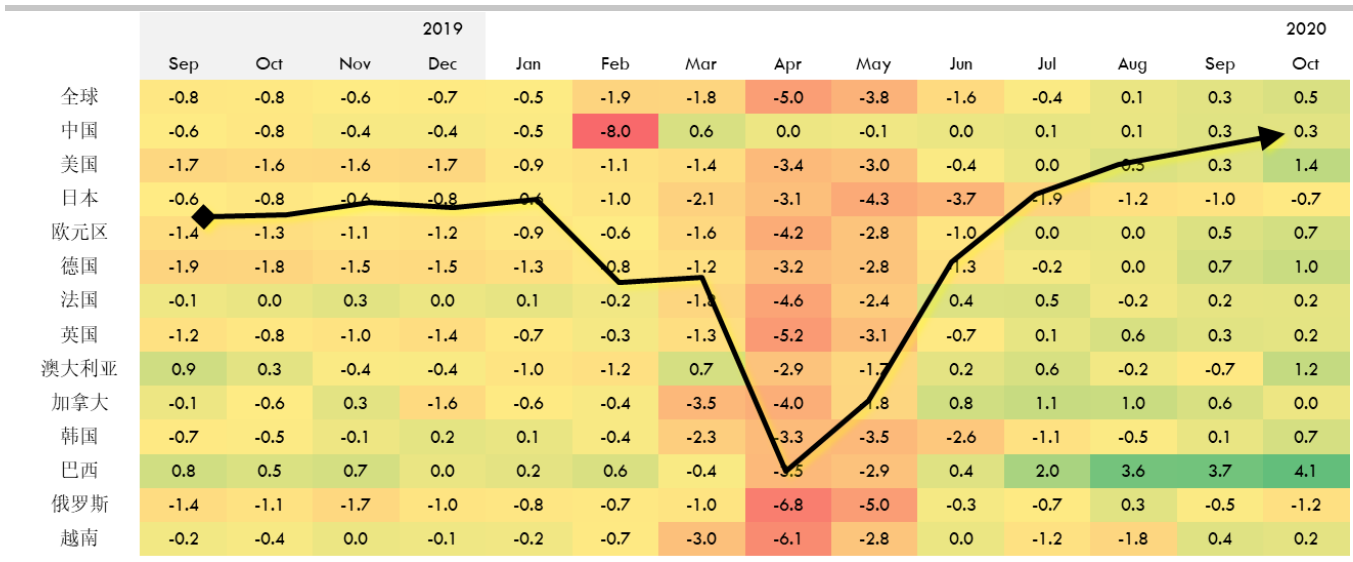 2019 2020
Sep Oct Nov Dec Jan Feb Mar Apr May Jun Jul Aug Sep Oct
全球 -0.8 -0.8 -0.6 -0.7 -0.5 -1.9 -1.8 -5.0 -3.8 -1.6 -0.4 0.1 0.3 0.5
中国 -0.6 -0.8 -0.4 -0.4 -0.5 -8.0 0.6 0.0 -0.1 0.0 0.1 0.1 0.3 0.3
美国 -1.7 -1.6 -1.6 -1.7 -0.9 -1.1 -1.4 -3.4 -3.0 -0.4 0.0 0.3 1.4
日本 -0.6 -0.8 -0.6 -0.8 -1.0 -2.1 -3.1 -4.3 -3.7 -1.9 -1.2 -1.0 -0.7
欧元区 -1.4 -1.3 -1.1 -1.2 -0.9 -0.6 -1.6 -4.2 -2.8 -1.0 0.0 0.0 0.5 0.7
德国 -1.9 -1.8 -1.5 -1.5 -1.3 -0.8 -1.2 -3.2 -2.8 -1.3 -0.2 0.0 0.7 1.0
法国 -0.1 0.0 0.3 0.0 0.1 -0.2 -4.6 -2.4 0.4 0.5 -0.2 0.2 0.2
英国 -1.2 -0.8 -1.0 -1.4 -0.7 -0.3 -1.3 -5.2 -3.1 -0.7 0.1 0.6 0.3 0.2
澳大利亚 0.9 0.3 -0.4 -0.4 -1.0 -1.2 0.7 -2.9 -1.7 0.2 0.6 -0.2 -0.7 1.2
加拿大 -0.1 -0.6 0.3 -1.6 -0.6 -0.4 -3.5 -4.0 -1.8 0.8 1.1 1.0 0.6 0.0
韩国 -0.7 -0.5 -0.1 0.2 0.1 -0.4 -2.3 -3.3 -3.5 -2.6 -1.1 -0.5 0.1 0.7
巴西 0.8 0.5 0.7 0.0 0.2 0.6 -0.4 -3.5 -2.9 0.4 2.0 3.6 3.7 4.1
俄罗斯 -1.4 -1.1 -1.7 -1.0 -0.8 -0.7 -1.0 -6.8 -5.0 -0.3 -0.7 0.3 -0.5 -1.2
越南 -0.2 -0.4 0.0 -0.1 -0.2 -0.7 -3.0 -6.1 -2.8 0.0 -1.2 -1.8 0.4 0.2